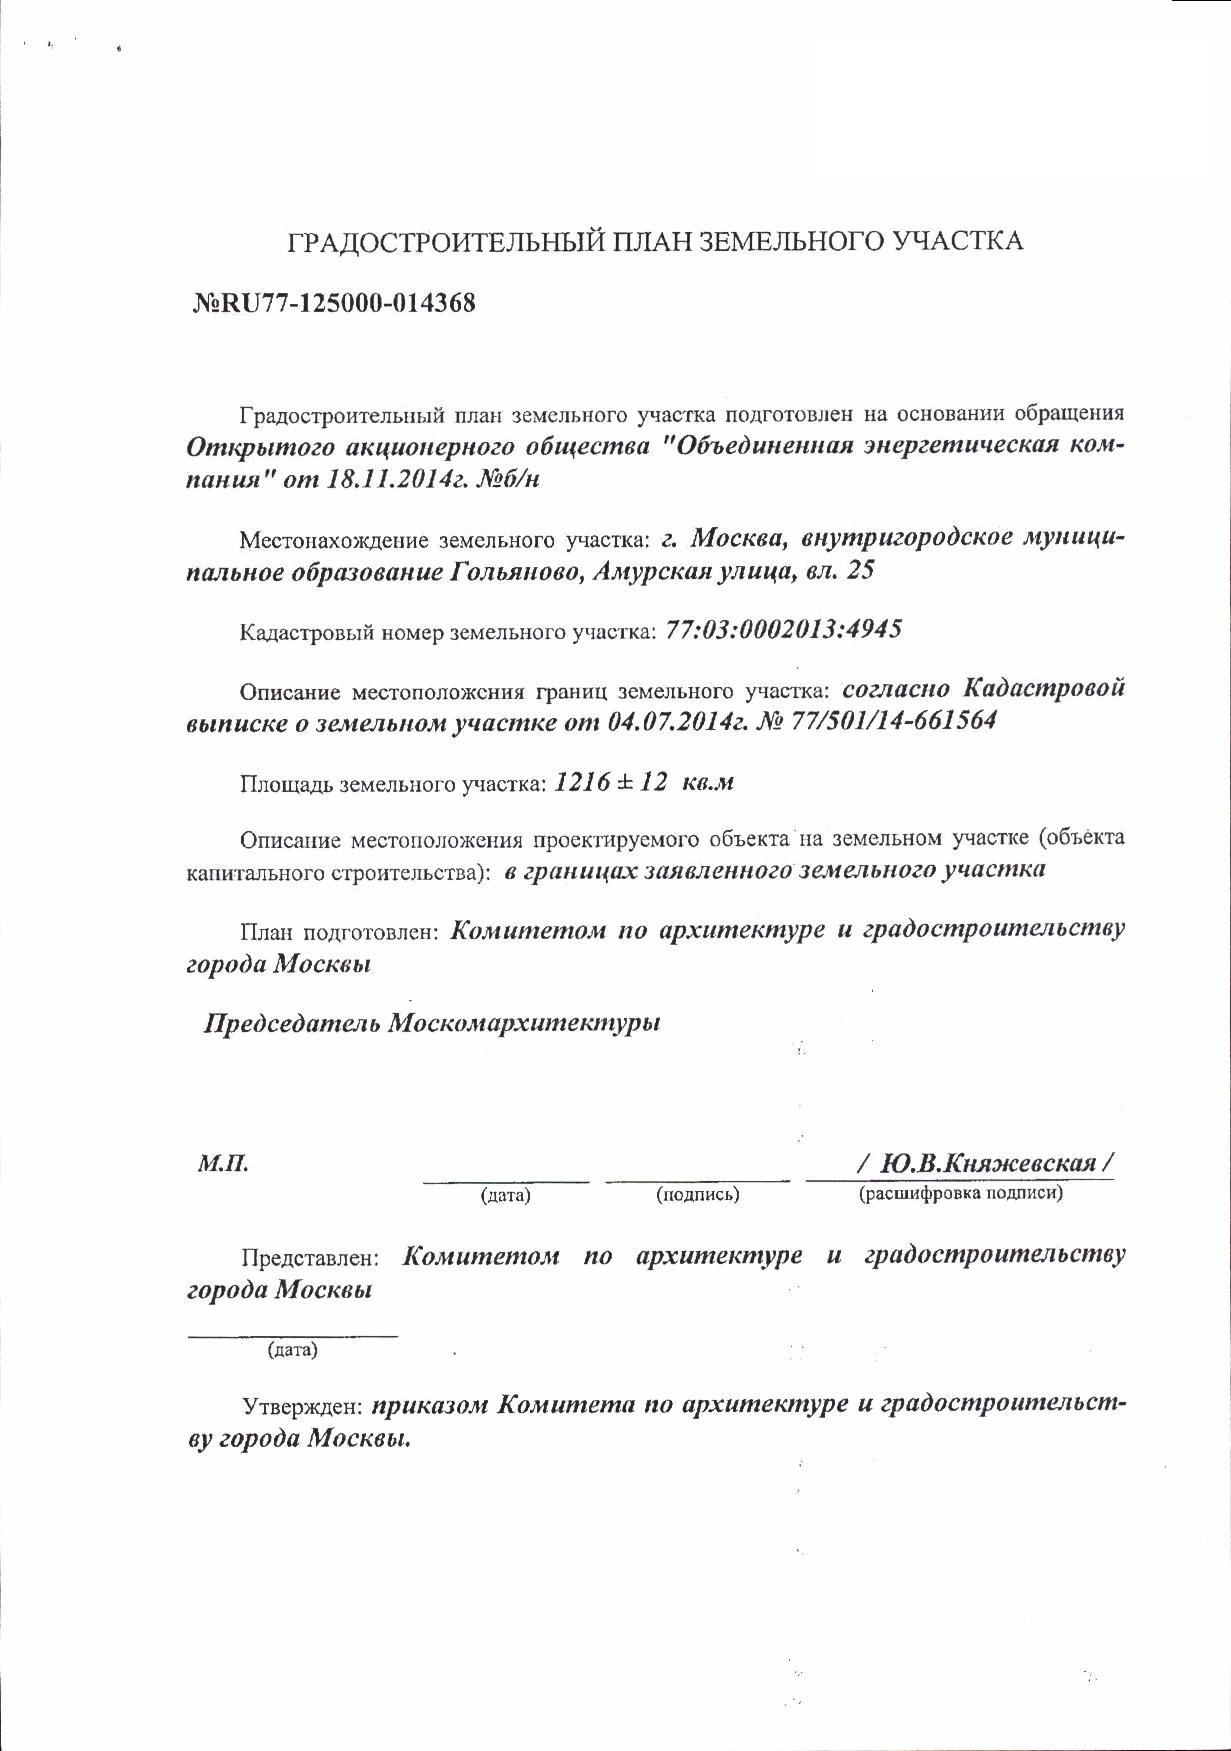 ГРАДОСТРОИТЕЛЬНЫЙ ПЛАН ЗЕМЕЛЬНОГО УЧАСТКА
№RU77-125000-014368
Градостроительный план земельного участка подготовлен на основании обращения
Открытого акционерного общества "Объединенная энергетическая ком-
пания" от 18.11.2014г. №б/н
Местонахождение земельного участка: г. Москва, внутригородское муници-
пальное образование Гольяново, Амурская улица, вл. 25
Кадастровый номер земельного участка: 77:03:0002013:4945
Описание местоположения границ земельного участка: согласно Кадастровой
выписке о земельном участке от 04.07.2014г. № 77/501/14-661564
Площадь земельного участка: 1216 ± 12 кв.м
Описание местоположения проектируемого объекта на земельном участке (объекта
капитального строительства): в границах заявленного земельного участка
План подготовлен: Комитетом по архитектуре и градостроительству
города Москвы
Председатель Москомархитектуры
М.П. / Ю.В.Княжевская /
(дата) (подпись) (расшифровка подписи)
Представлен: Комитетом по архитектуре и градостроительству
города Москвы
(дата)
Утвержден: приказом Комитета по архитектуре и градостроительст-
ву города Москвы.